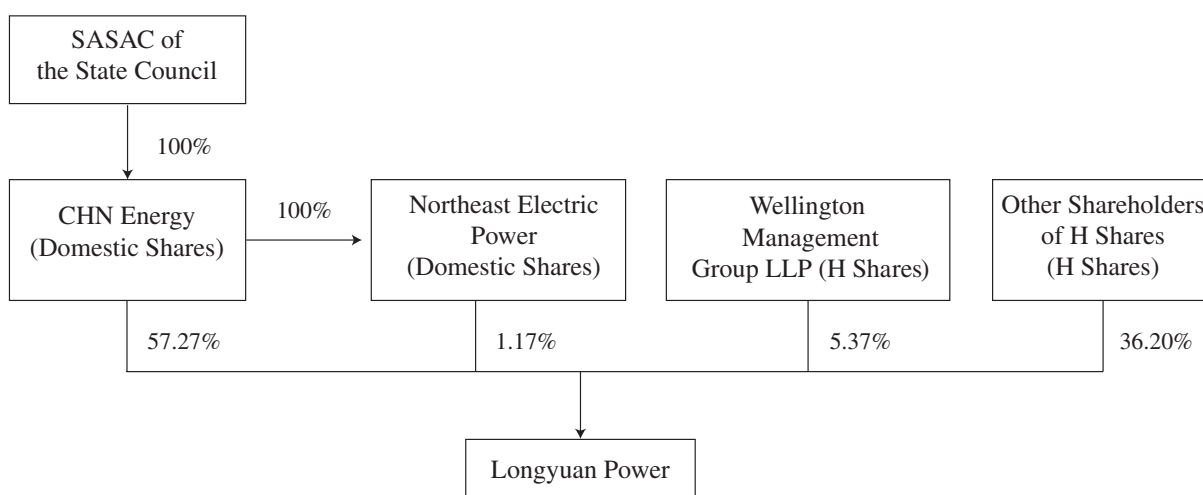 SASAC of
the State Council
100%
CHN Energy
(Domestic Shares)
100%
Northeast Electric
Power
(Domestic Shares)
Wellington
Management
Group LLP (H Shares)
Other Shareholders
of H Shares
(H Shares)
57.27%
1.17%
5.37%
36.20%
Longyuan Power